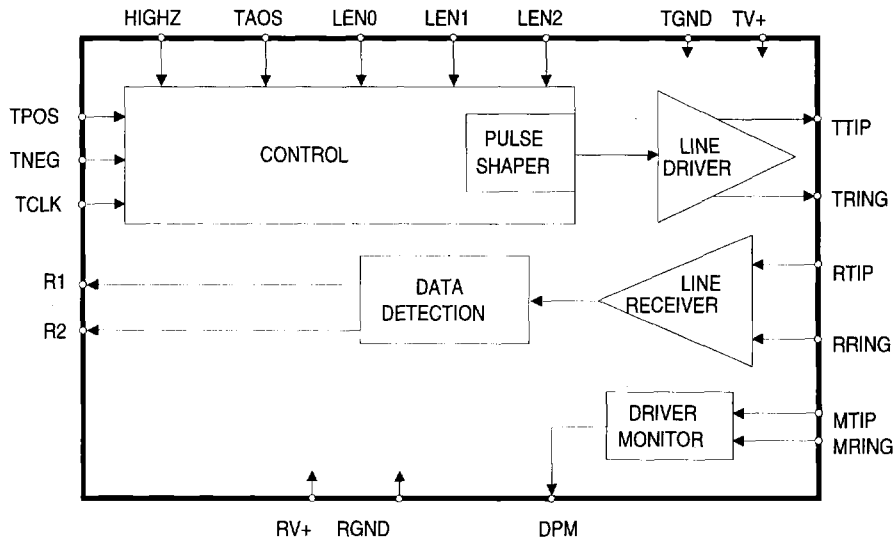 HIGHZ TAOS LEN0 LEN1 LEN2 TGND TV+
TPOS
TNEG
TCLK
CONTROL
PULSE
SHAPER
LINE
DRIVER
TTIP
TRING
R1
R2
DATA
DETECTION
LINE
RECEIVER
RTIP
RRING
DRIVER
MONITOR
MTIP
MRING
RV+ RGND DPM